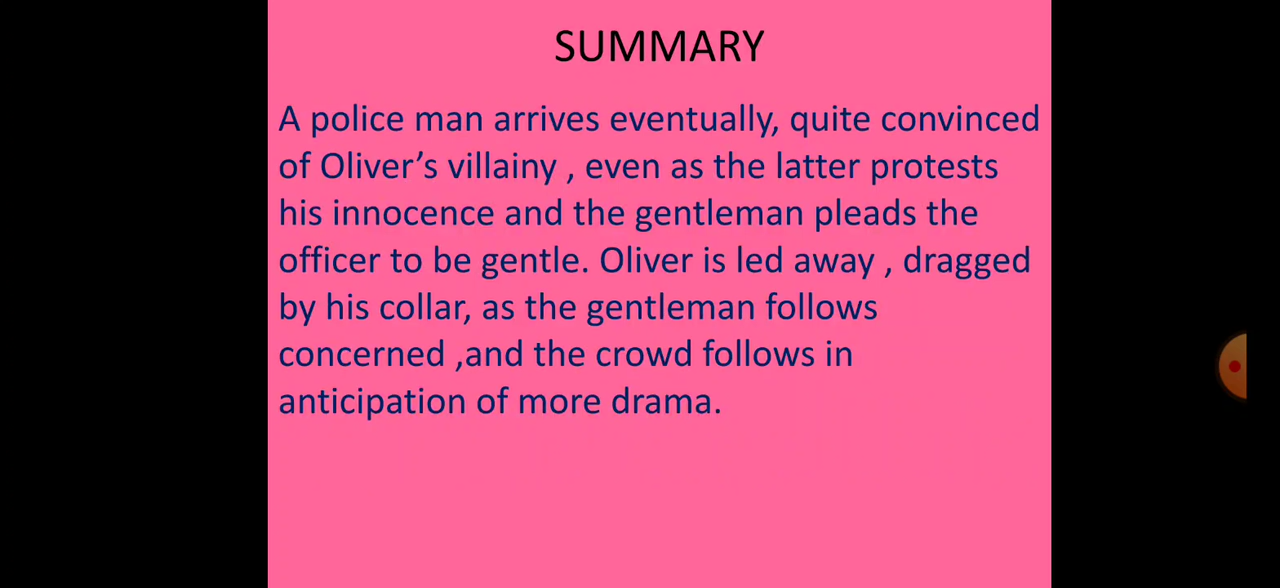 SUMMARY
A police man arrives eventually, quite convinced
of Oliver’s villainy , even as the latter protests
his innocence and the gentleman pleads the
officer to be gentle. Oliver is led away , dragged
by his collar, as the gentleman follows
concerned ,and the crowd follows in
anticipation of more drama.